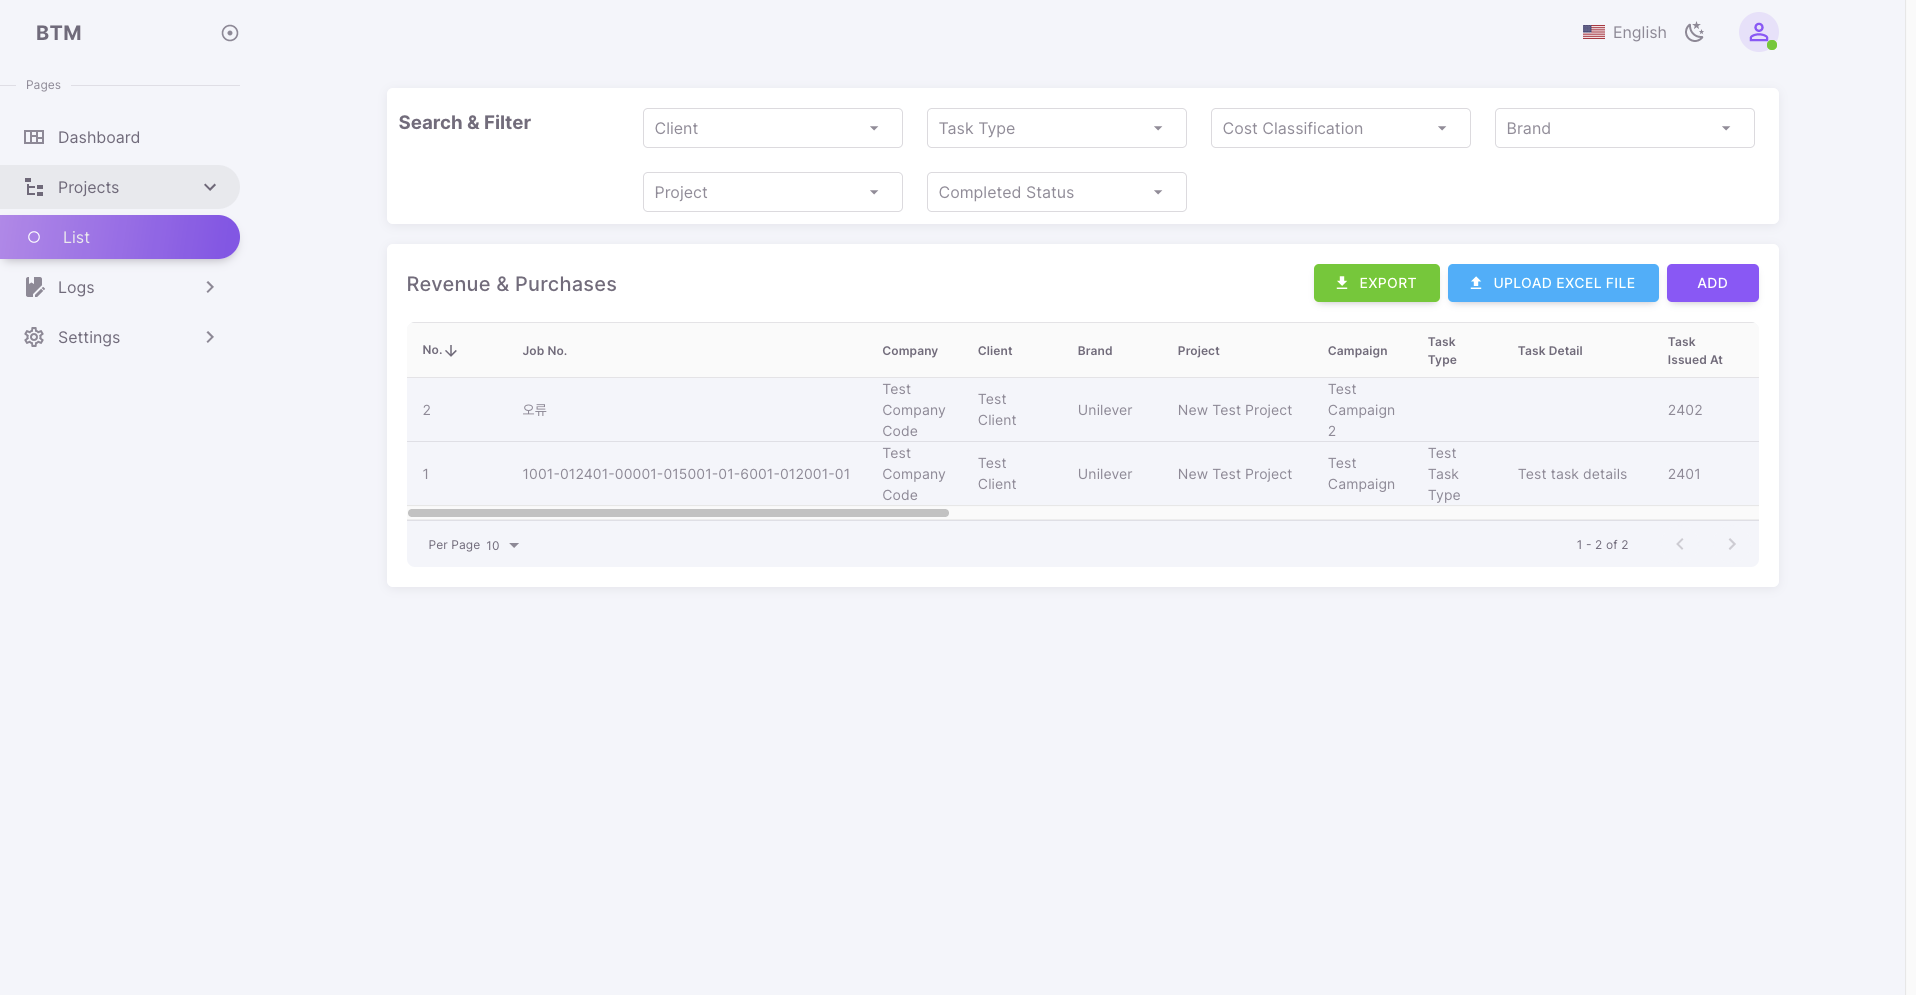 BTM
English
Pages
Dashboard
Projects
List
Logs
Settings
Search & Filter
Client
Task Type
Cost Classification
Brand
Project
Completed Status
Revenue & Purchases
EXPORT
UPLOAD EXCEL FILE
ADD
No. Job No. Company Client Brand Project Campaign Task Type Task Detail Task Issued At
2 오류 Test Company Code Test Client Unilever New Test Project Test Campaign 2 2402
1 1001-012401-00001-015001-01-6001-012001-01 Test Company Code Test Client Unilever New Test Project Test Campaign Test Task Type Test task details 2401
Per Page 10
1 - 2 of 2